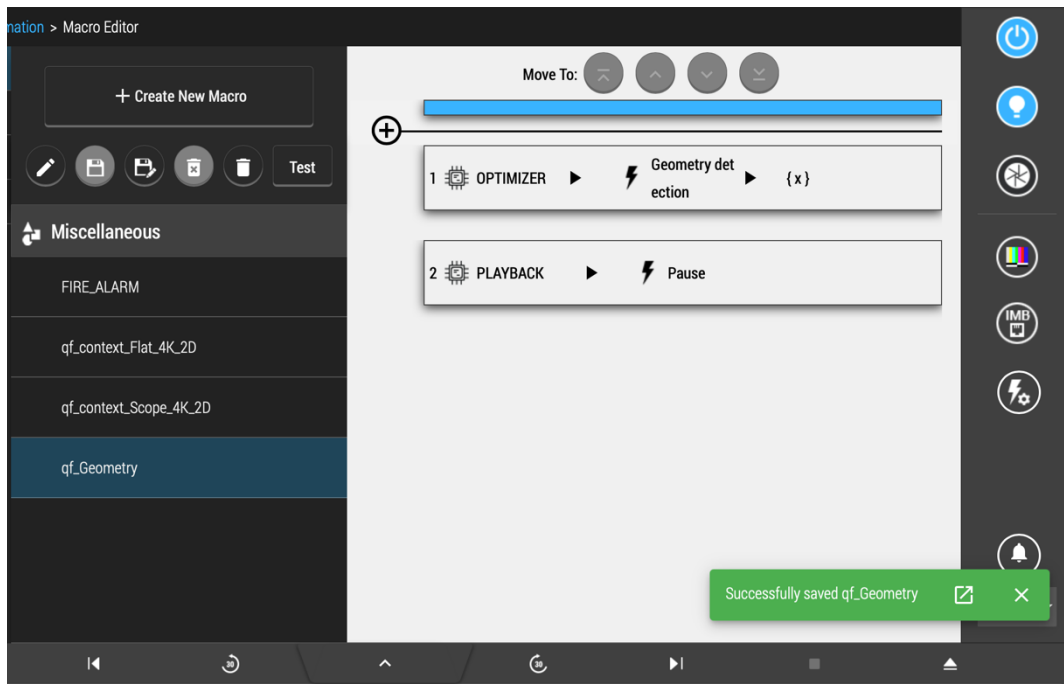 nation > Macro Editor
+ Create New Macro
Test
Miscellaneous
FIRE_ALARM
qf_context_Flat_4K_2D
qf_context_Scope_4K_2D
qf_Geometry
Move To:
1 OPTIMIZER
Geometry det
ection
{x}
2 PLAYBACK
Pause
IMB
Successfully saved qf_Geometry
30
30